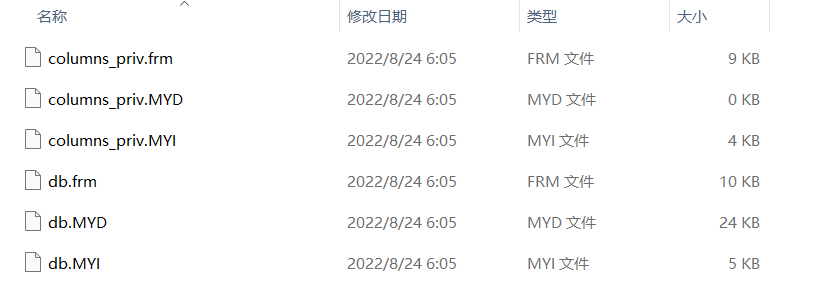 名称 修改日期 类型 大小
columns_priv.frm 2022/8/24 6:05 FRM 文件 9 KB
columns_priv.MYD 2022/8/24 6:05 MYD 文件 0 KB
columns_priv.MYI 2022/8/24 6:05 MYI 文件 4 KB
db.frm 2022/8/24 6:05 FRM 文件 10 KB
db.MYD 2022/8/24 6:05 MYD 文件 24 KB
db.MYI 2022/8/24 6:05 MYI 文件 5 KB